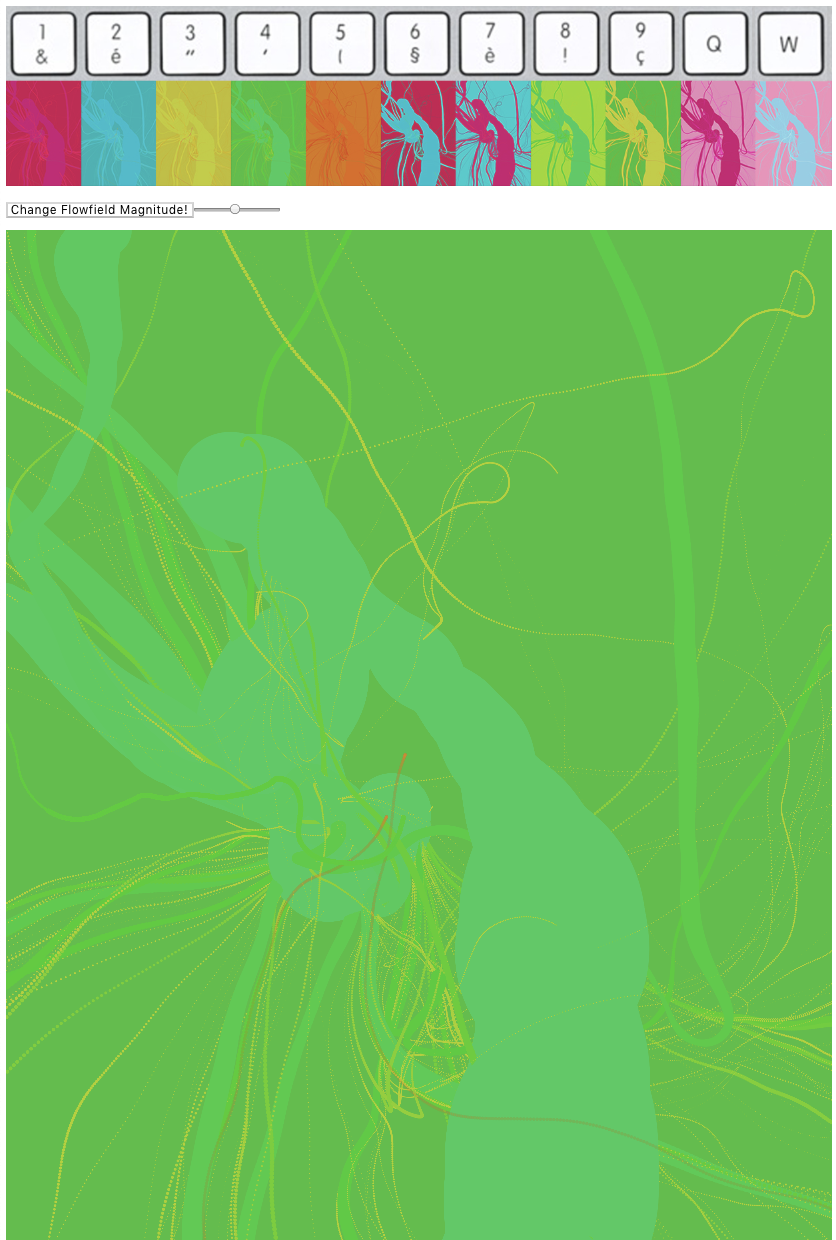 1 2 3 4 5 6 7 8 9 Q W
& é " ' ( § è ! ç
Change Flowfield Magnitude!